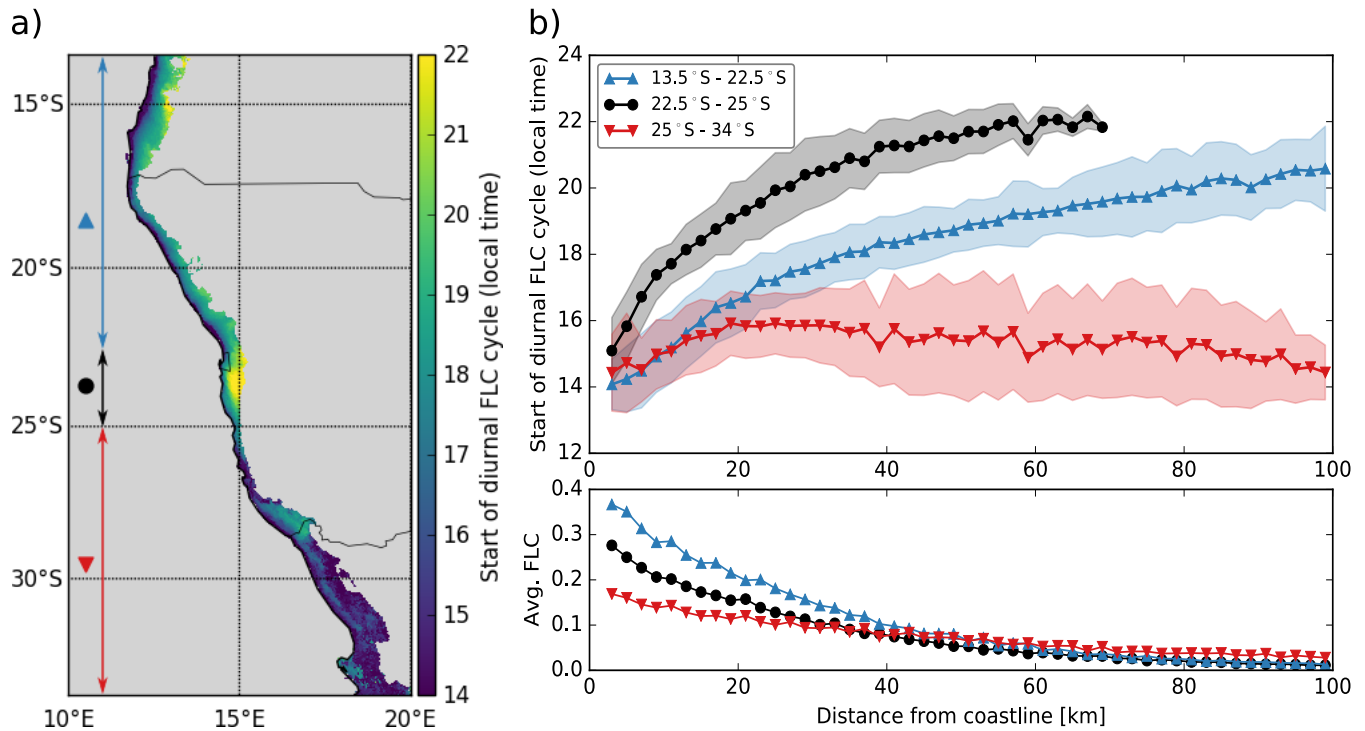 a)
15°S
20°S
25°S
30°S
10°E
15°E
20°E
22
21
20
19
18
17
16
15
14
Start of diurnal FLC cycle (local time)
b)
Start of diurnal FLC cycle (local time)
24
22
20
18
16
14
12
13.5°S - 22.5°S
22.5°S - 25°S
25°S - 34°S
0
20
40
60
80
100
Avg. FLC
0.4
0.3
0.2
0.1
0.0
0
20
40
60
80
100
Distance from coastline [km]